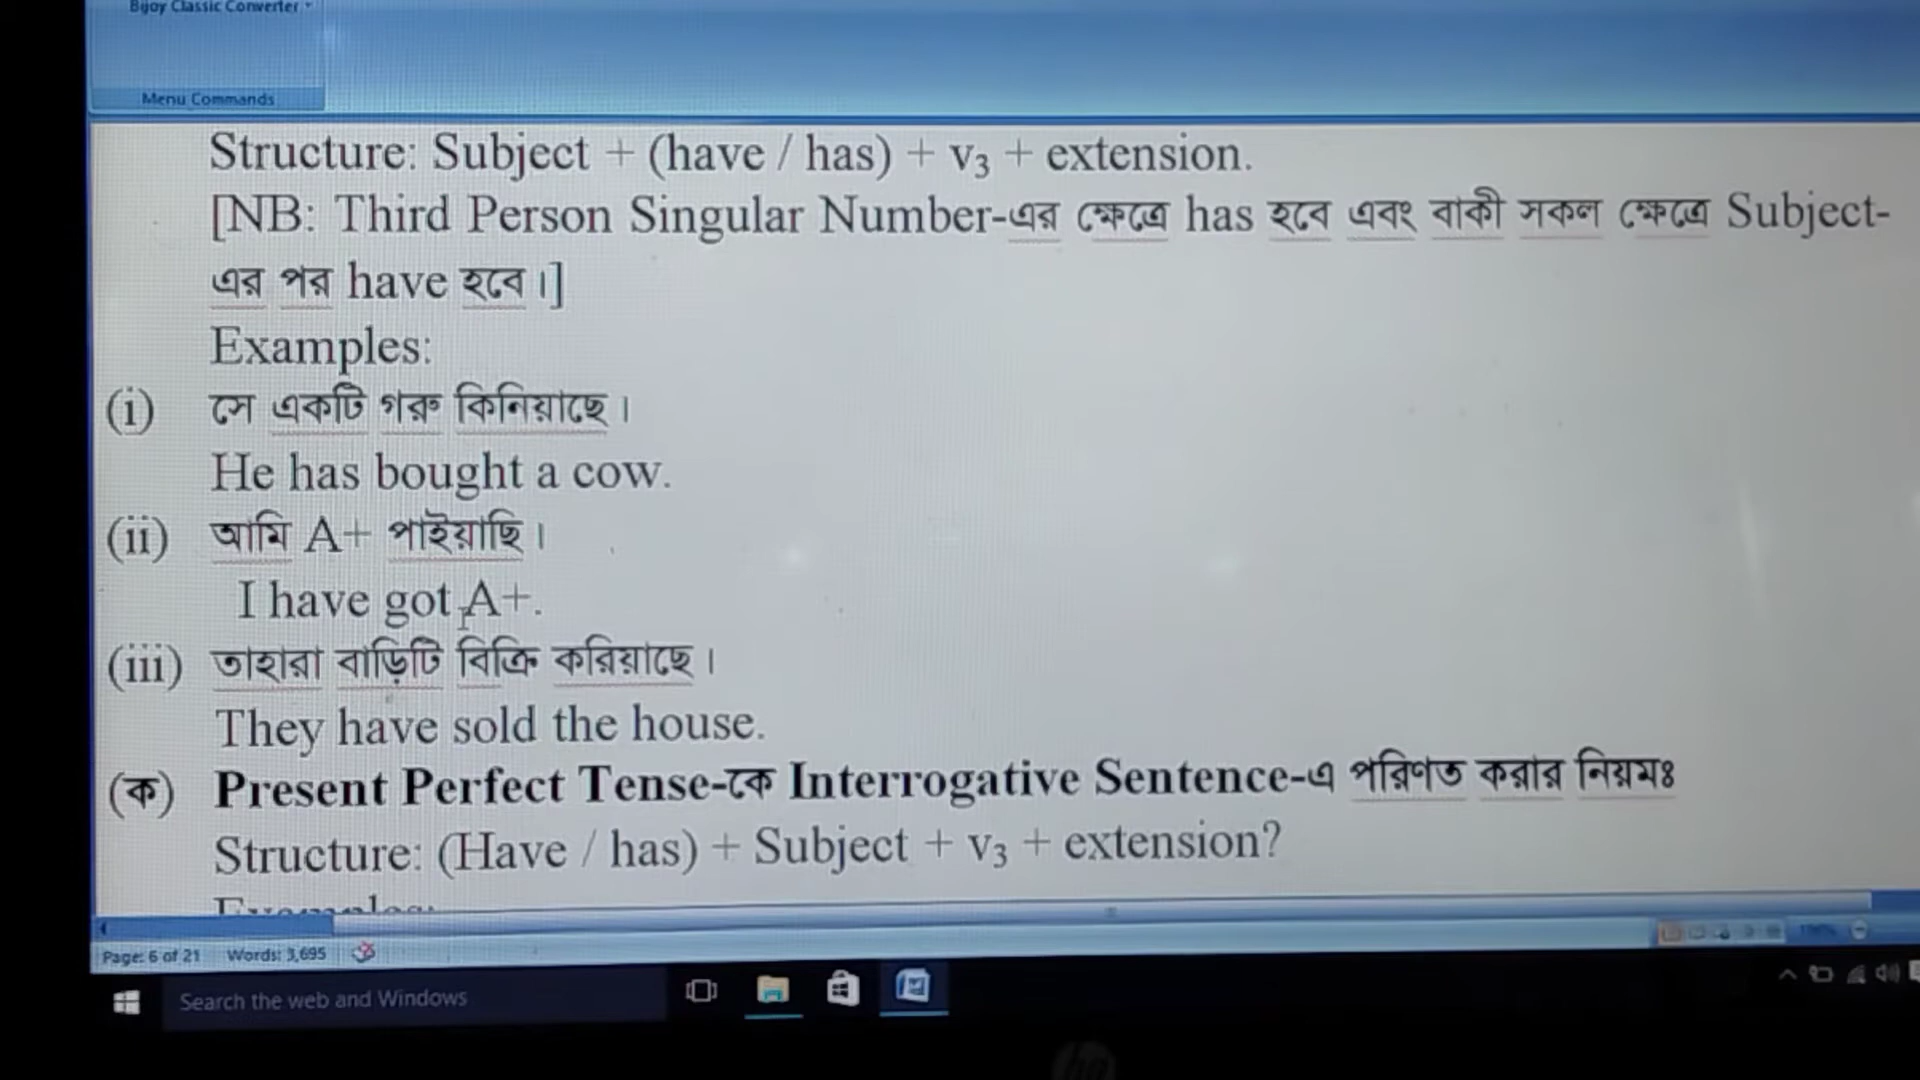 Bijoy Classic Converter
Menu Commands
Structure: Subject + (have / has) + v3 + extension.
[NB: Third Person Singular Number-এর ক্ষেত্রে has হবে এবং বাকী সকল ক্ষেত্রে Subject-
এর পর have হবে।]
Examples:
(i) সে একটি গরু কিনিয়াছে।
He has bought a cow.
(ii) আমি A+ পাইয়াছি।
I have got A+.
(iii) তাহারা বাড়িটি বিক্রি করিয়াছে।
They have sold the house.
(ক) Present Perfect Tense-কে Interrogative Sentence-এ পরিণত করার নিয়মঃ
Structure: (Have / has) + Subject + v3 + extension?
Examples:
Page: 6 of 21 Words: 3,695
Search the web and Windows
hp